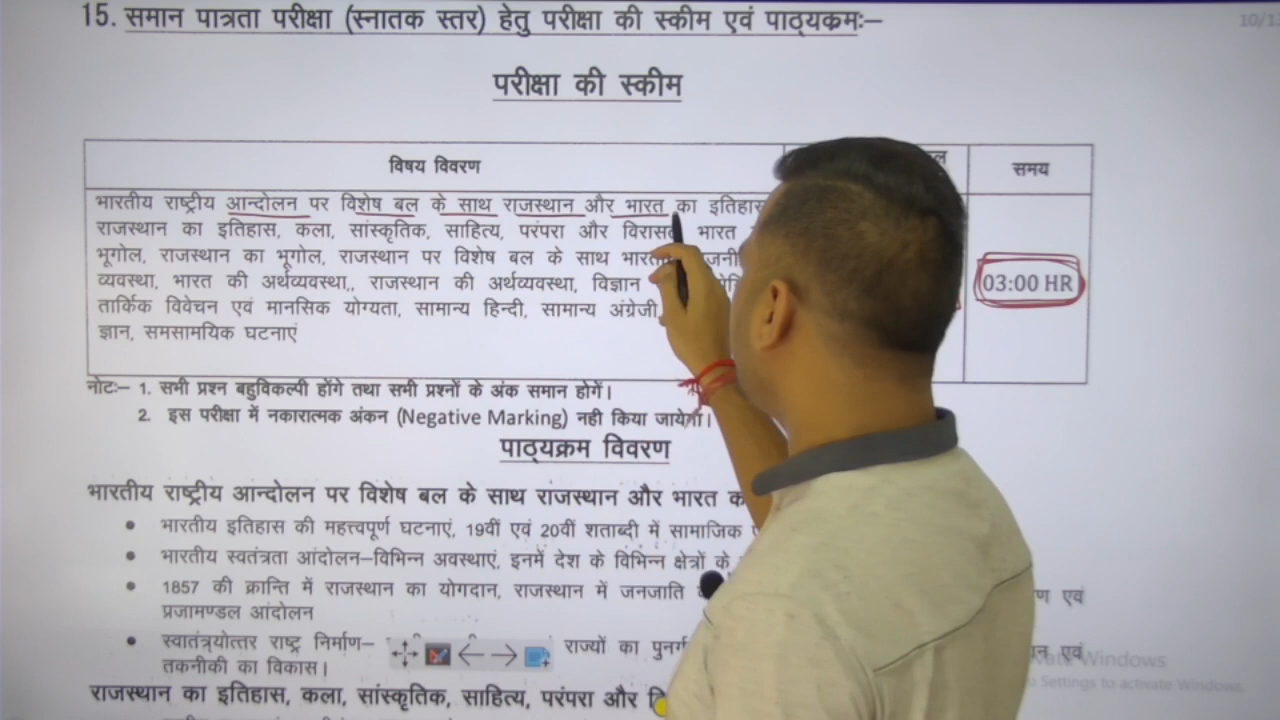 15. समान पात्रता परीक्षा (स्नातक स्तर) हेतु परीक्षा की स्कीम एवं पाठ्यक्रमः–
परीक्षा की स्कीम
विषय विवरण
समय
भारतीय राष्ट्रीय आन्दोलन पर विशेष बल के साथ राजस्थान और भारत का इतिहास
राजस्थान का इतिहास, कला, सांस्कृतिक, साहित्य, परंपरा और भारत
भूगोल, राजस्थान का भूगोल, राजस्थान पर विशेष बल के साथ
व्यवस्था, भारत की अर्थव्यवस्था,, राजस्थान की अर्थव्यवस्था, विज्ञान
तार्किक विवेचन एवं मानसिक योग्यता, सामान्य हिन्दी, सामान्य अंग्रेजी,
ज्ञान, समसामयिक घटनाएं
03:00 HR
नोटः– 1. सभी प्रश्न बहुविकल्पी होंगे तथा सभी प्रश्नों के अंक समान होगें।
2. इस परीक्षा में नकारात्मक अंकन (Negative Marking) नही किया जायेगा।
पाठ्यक्रम विवरण
भारतीय राष्ट्रीय आन्दोलन पर विशेष बल के साथ राजस्थान और भारत
• भारतीय इतिहास की महत्त्वपूर्ण घटनाएं, 19वीं एवं 20वीं शताब्दी में सामाजिक
• भारतीय स्वतंत्रता आंदोलन–विभिन्न अवस्थाएं, इनमें देश के विभिन्न क्षेत्रों के
• 1857 की क्रान्ति में राजस्थान का योगदान, राजस्थान में जनजाति एवं
प्रजामण्डल आंदोलन
• स्वातंत्र्योत्तर राष्ट्र निर्माण– राज्यों का एवं
तकनीकी का विकास।
राजस्थान का इतिहास, कला, सांस्कृतिक, साहित्य, परंपरा और
Windows
Settings to activate Windows.